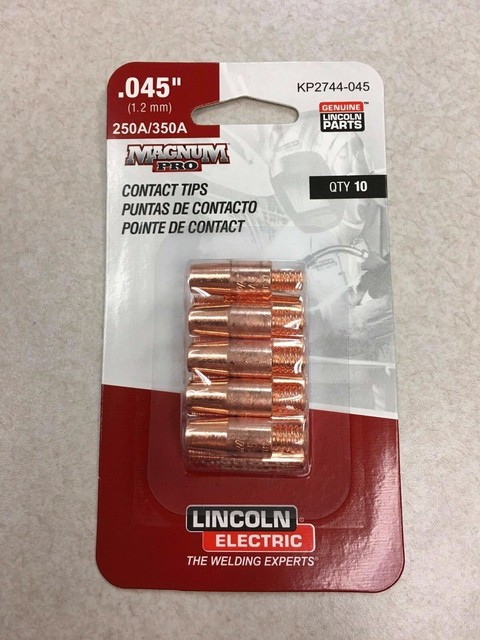 .045"
(1.2 mm)
250A/350A
KP2744-045
GENUINE
LINCOLN
PARTS™
MAGNUM
PRO
QTY 10
CONTACT TIPS
PUNTAS DE CONTACTO
POINTE DE CONTACT
LINCOLN®
ELECTRIC
THE WELDING EXPERTS®